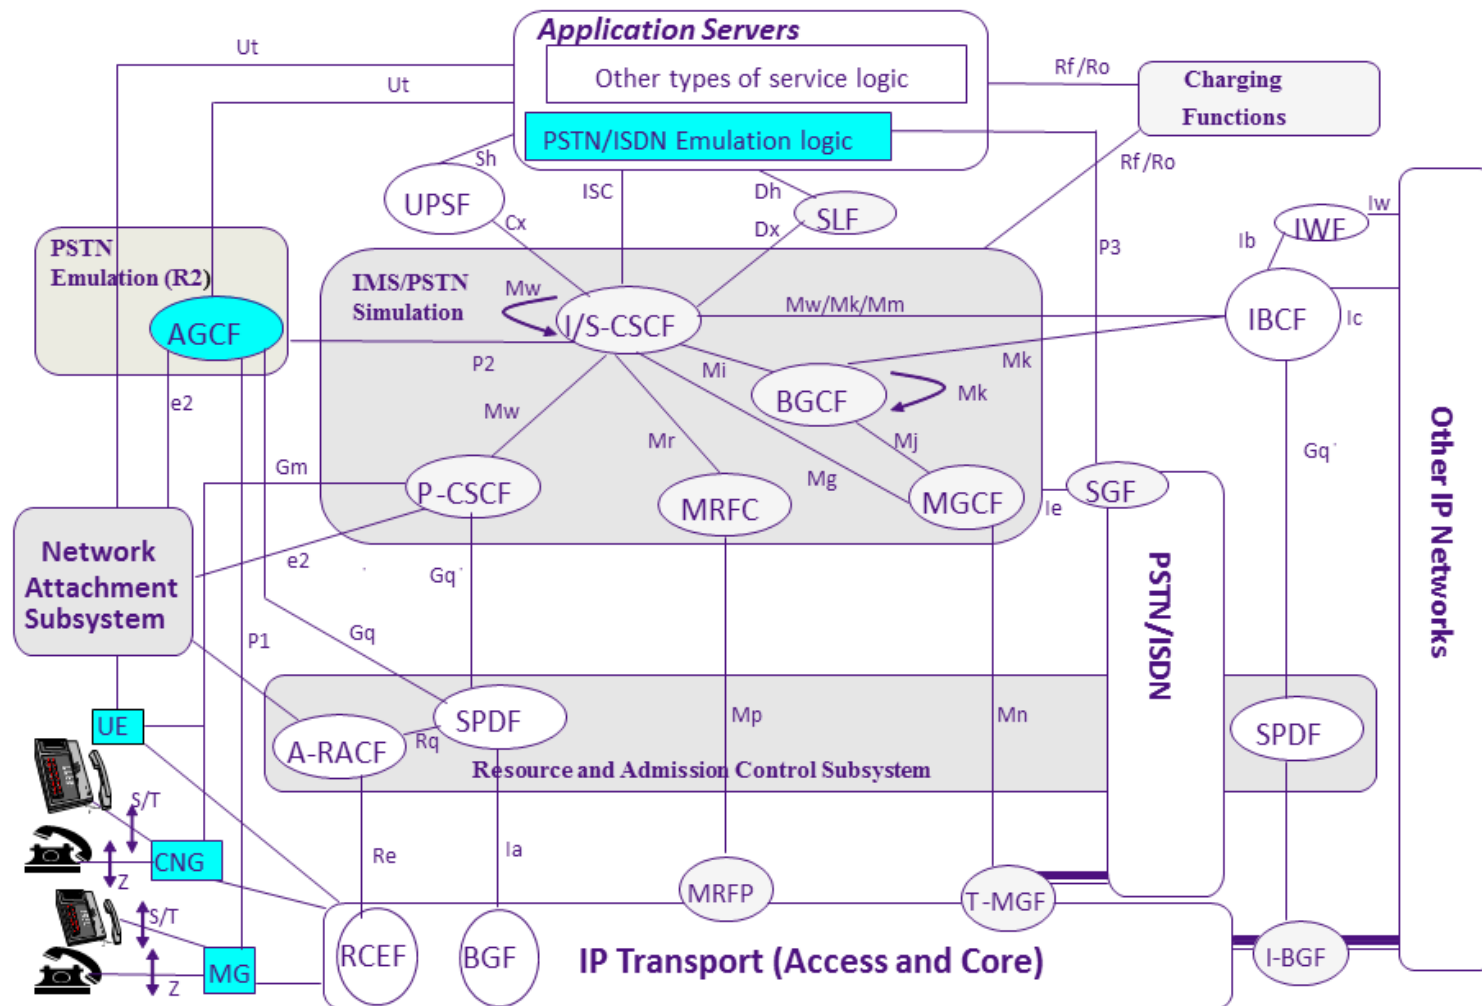 Application Servers
Ut
Other types of service logic
Rf/Ro
Charging
Functions
Ut
PSTN/ISDN Emulation logic
Sh
ISC
Dh
Rf/Ro
UPSF
Cx
SLF
Dx
Iw
IWF
Ib
P3
PSTN
Emulation (R2)
IMS/PSTN
Simulation
Mw
Mw/Mk/Mm
I/S-CSCF
IBCF
Ic
AGCF
P2
Mi
Mk
BGCF
Mk
e2
Mw
Mr
Mj
Gm
Mg
Gq`
P-CSCF
MRFC
MGCF
Ie
SGF
Other IP Networks
Network
Attachment
Subsystem
e2
Gq`
PSTN/ISDN
P1
Gq
UE
SPDF
Rq
A-RACF
Mp
Mn
SPDF
Resource and Admission Control Subsystem
S/T
CNG
Z
Re
Ia
MRFP
T-MGF
S/T
MG
Z
RCEF
BGF
IP Transport (Access and Core)
I-BGF